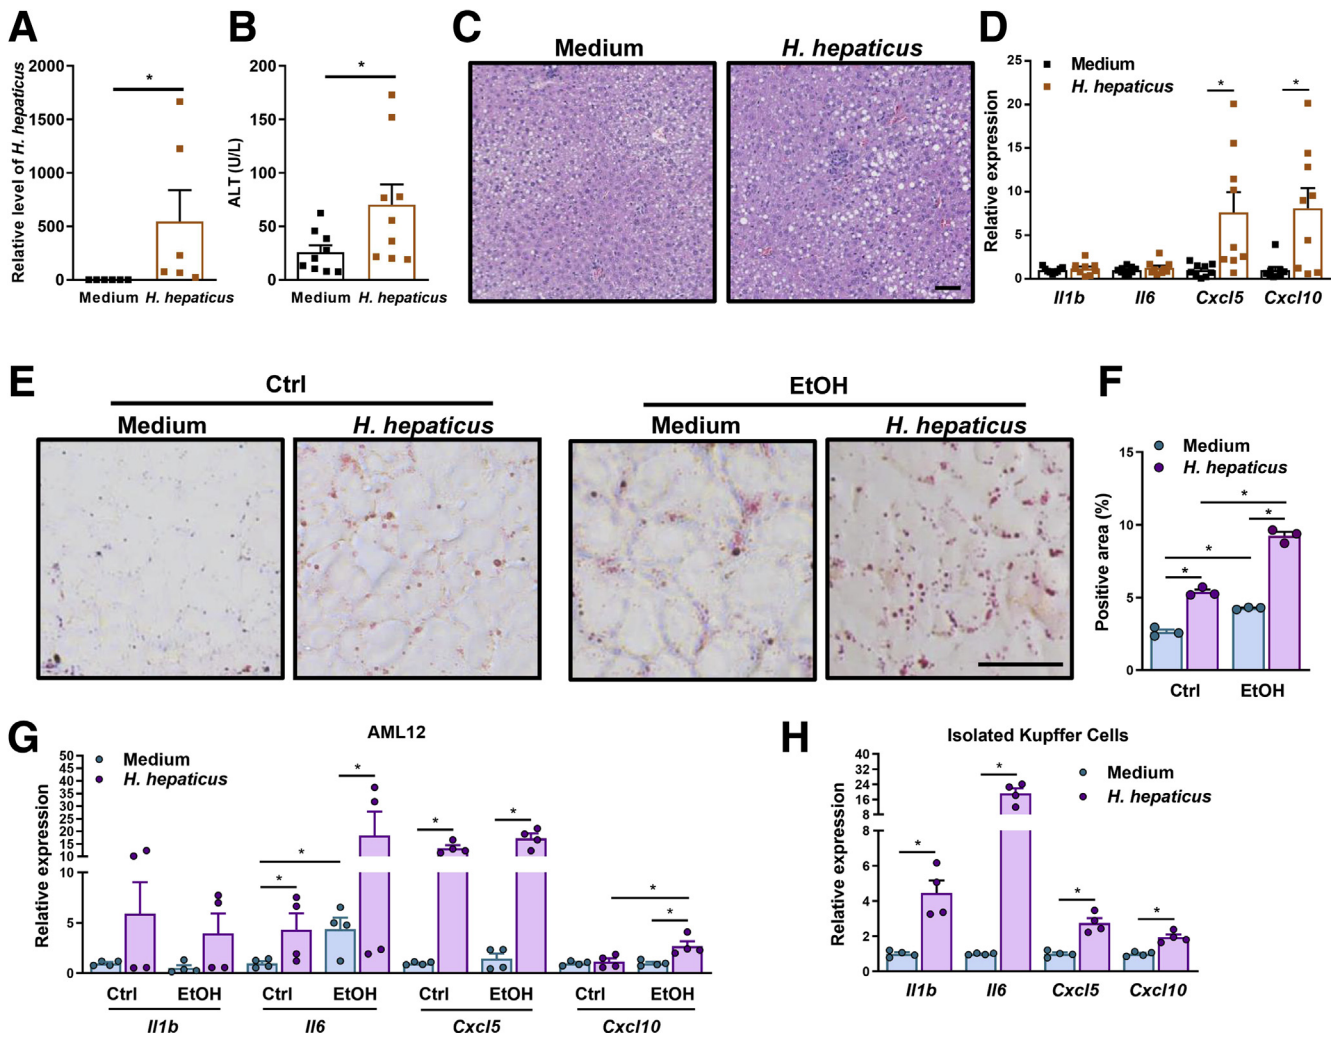 A
Relative level of H. hepaticus
2000
1500
1000
500
0
*
Medium
H. hepaticus
B
ALT (U/L)
200
150
100
50
0
*
Medium
H. hepaticus
C
Medium
H. hepaticus
D
Medium
H. hepaticus
Relative expression
25
20
15
10
5
0
*
*
Il1b
Il6
Cxcl5
Cxcl10
E
Ctrl
EtOH
Medium
H. hepaticus
Medium
H. hepaticus
F
Medium
H. hepaticus
Positive area (%)
15
10
5
0
*
*
*
*
Ctrl
EtOH
G
AML12
Medium
H. hepaticus
Relative expression
50
45
40
35
30
25
20
15
10
10
5
0
*
*
*
*
*
*
*
Ctrl
EtOH
Ctrl
EtOH
Ctrl
EtOH
Ctrl
EtOH
Il1b
Il6
Cxcl5
Cxcl10
H
Isolated Kupffer Cells
Medium
H. hepaticus
Relative expression
40
32
24
16
8
8
6
4
2
0
*
*
*
*
Il1b
Il6
Cxcl5
Cxcl10